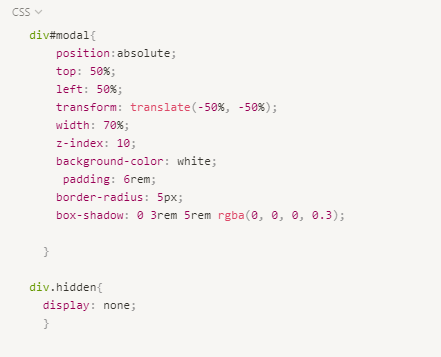 CSS
div#modal{
position:absolute;
top: 50%;
left: 50%;
transform: translate(-50%, -50%);
width: 70%;
z-index: 10;
background-color: white;
padding: 6rem;
border-radius: 5px;
box-shadow: 0 3rem 5rem rgba(0, 0, 0, 0.3);
}
div.hidden{
display: none;
}